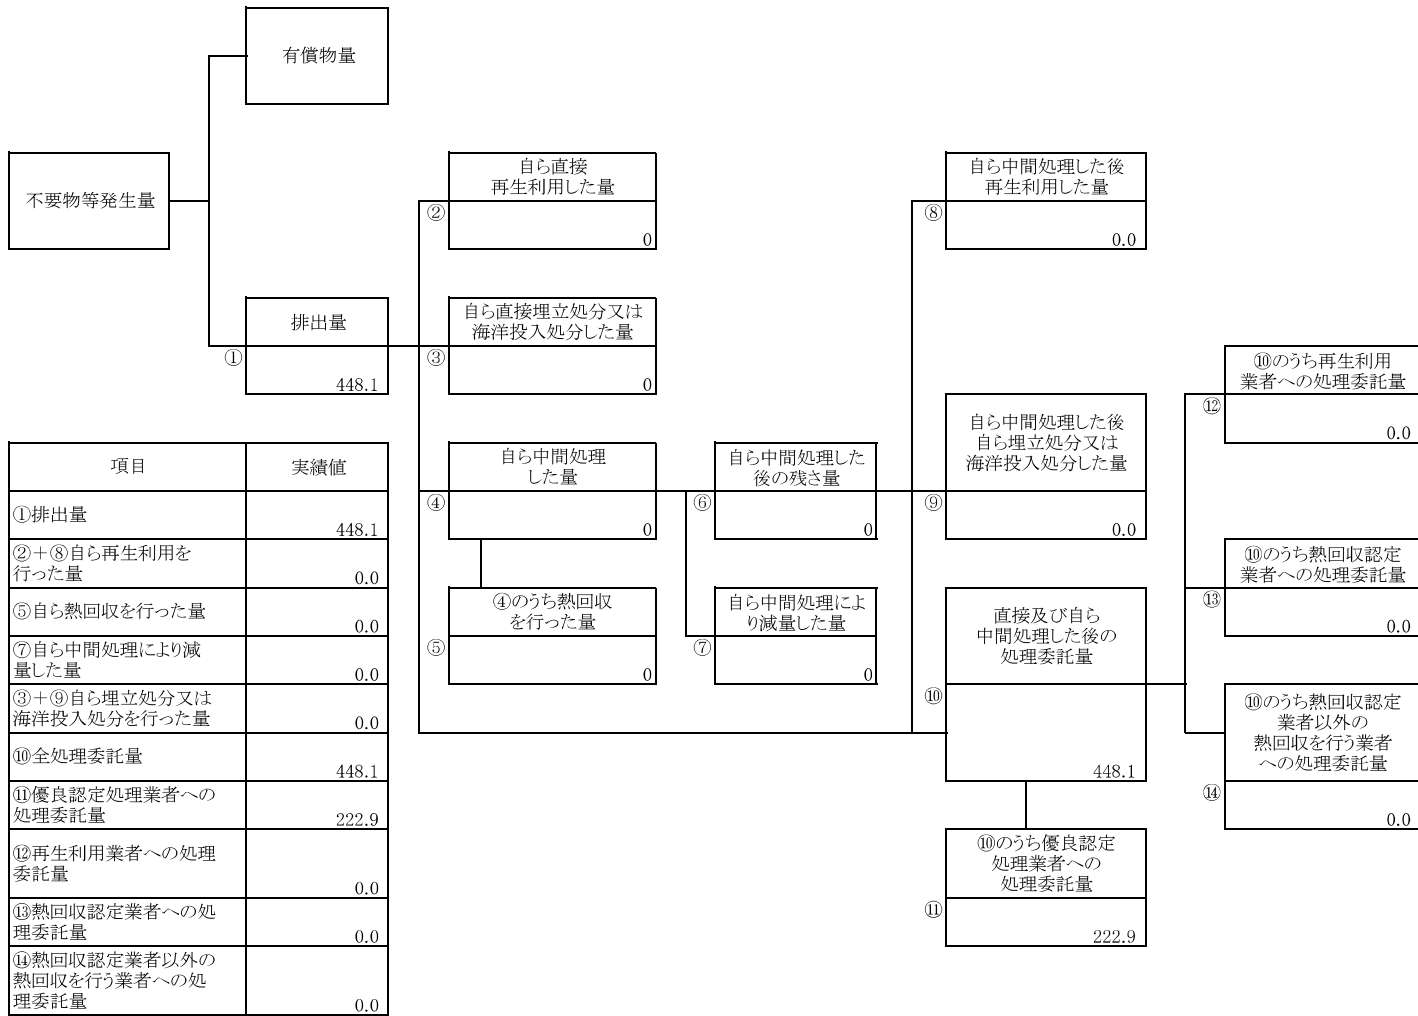 有償物量
不要物等発生量
自ら直接
再生利用した量
②
0
自ら中間処理した後
再生利用した量
⑧
0.0
排出量
①
448.1
自ら直接埋立処分又は
海洋投入処分した量
③
0
自ら中間処理
した量
④
0
自ら中間処理した
後の残さ量
⑥
0
自ら中間処理した後
自ら埋立処分又は
海洋投入処分した量
⑨
0.0
⑩のうち再生利用
業者への処理委託量
⑫
0.0
④のうち熱回収
を行った量
⑤
0
自ら中間処理によ
り減量した量
⑦
0
直接及び自ら
中間処理した後の
処理委託量
⑩
448.1
⑩のうち熱回収認定
業者への処理委託量
⑬
0.0
⑩のうち熱回収認定
業者以外の
熱回収を行う業者
への処理委託量
⑭
0.0
⑩のうち優良認定
処理業者への
処理委託量
⑪
222.9
項目 実績値
①排出量
448.1
②＋⑧自ら再生利用を
行った量
0.0
⑤自ら熱回収を行った量
0.0
⑦自ら中間処理により減
量した量
0.0
③＋⑨自ら埋立処分又は
海洋投入処分を行った量
0.0
⑩全処理委託量
448.1
⑪優良認定処理業者への
処理委託量
222.9
⑫再生利用業者への処理
委託量
0.0
⑬熱回収認定業者への処
理委託量
0.0
⑭熱回収認定業者以外の
熱回収を行う業者への処
理委託量
0.0